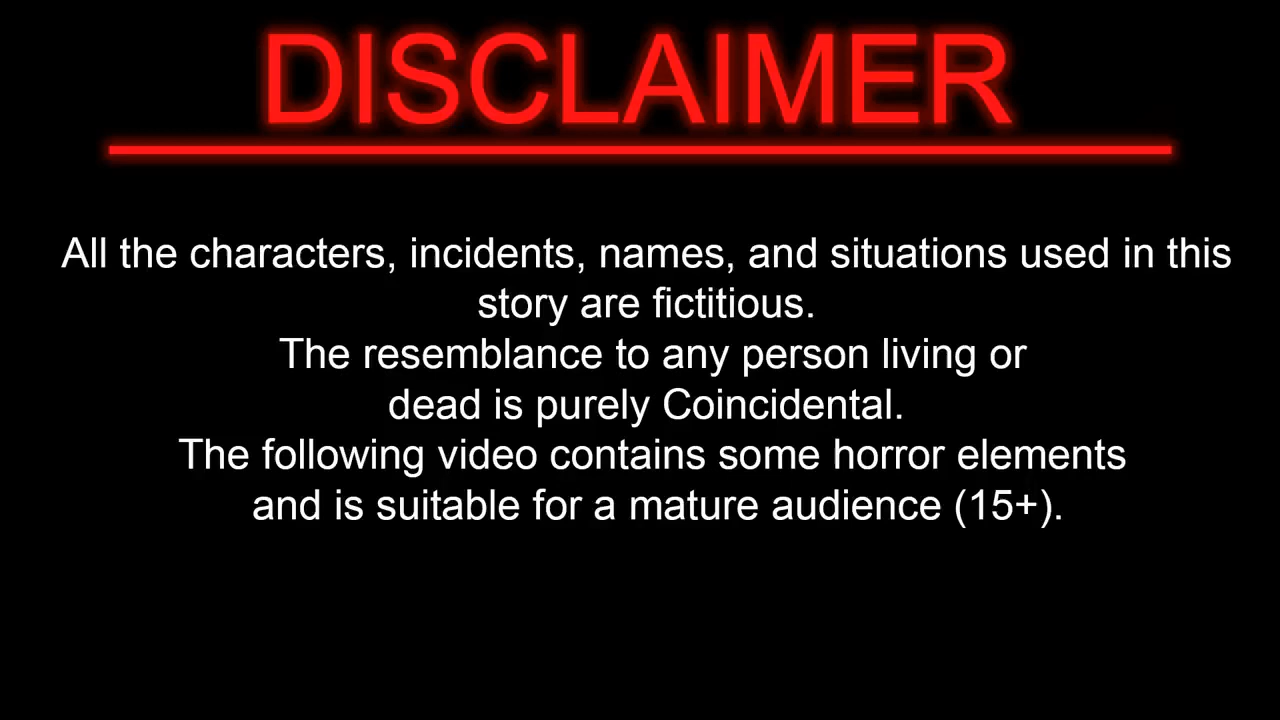 DISCLAIMER
All the characters, incidents, names, and situations used in this
story are fictitious.
The resemblance to any person living or
dead is purely Coincidental.
The following video contains some horror elements
and is suitable for a mature audience (15+).